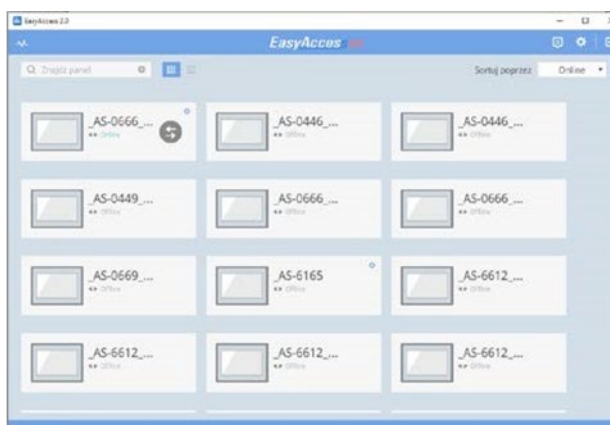 EasyAccess 2.0
EasyAccess
Znajdź panel
Sortuj poprzez
Online
_AS-0666_...
Online
_AS-0446_...
Offline
_AS-0446_...
Offline
_AS-0449_...
Offline
_AS-0666_...
Offline
_AS-0666_...
Offline
_AS-0669_...
Offline
_AS-6165
Offline
_AS-6612_...
Offline
_AS-6612_...
Offline
_AS-6612_...
Offline
_AS-6612_...
Offline